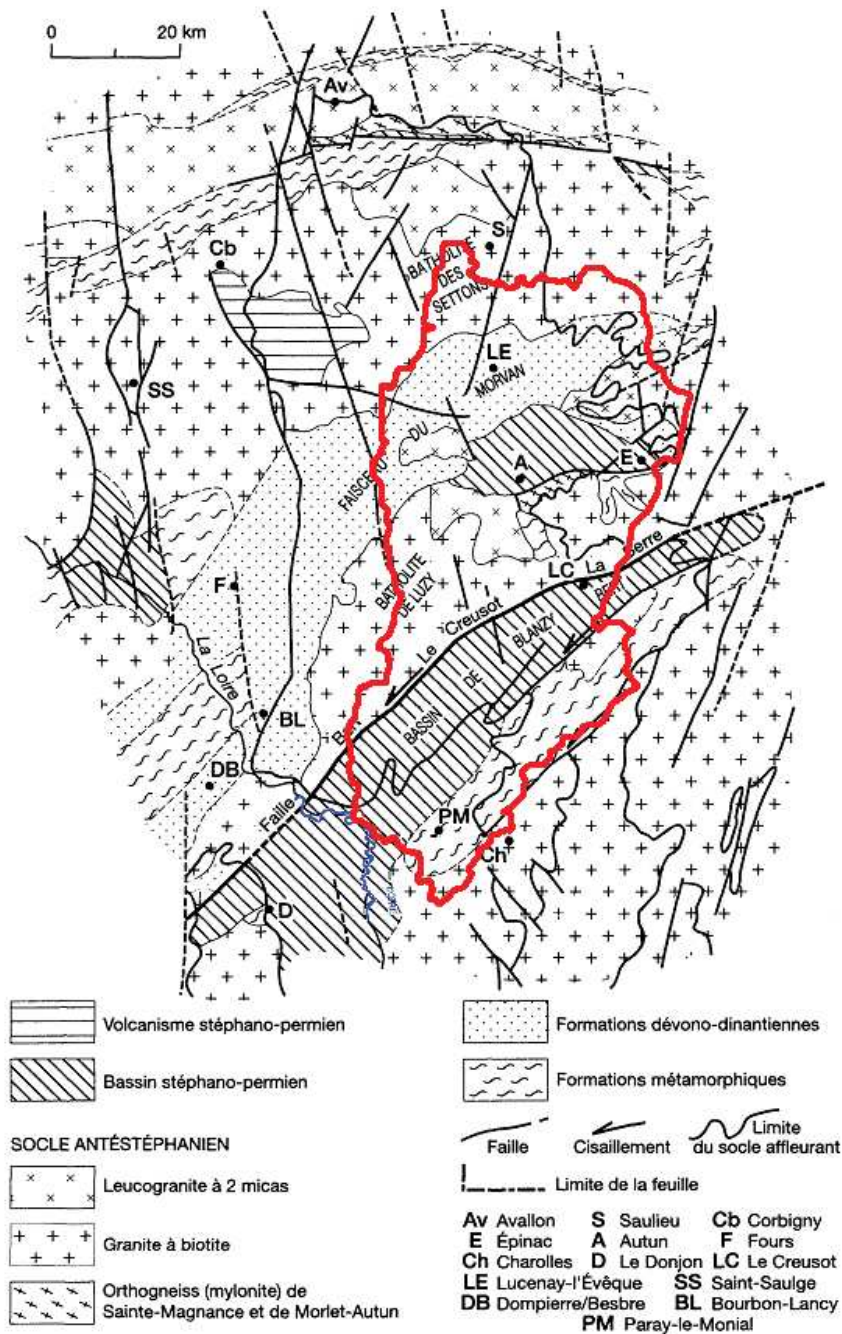 0 20 km
Av
S
Cb
BATHOLITE
DES
SETTONS
LE
MORVAN
SS
DU
FAISCEAU
A
E
La Serre
LC
BATHOLITE
DE LUZY
F
Le Creusot
BLANZY
La Loire
DE
BASSIN
BL
DB
Faille
PM
Ch
D
Volcanisme stéphano-permien
Bassin stéphano-permien
SOCLE ANTÉSTÉPHANIEN
Leucogranite à 2 micas
Granite à biotite
Orthogneiss (mylonite) de
Sainte-Magnance et de Morlet-Autun
Formations dévono-dinantiennes
Formations métamorphiques
Faille Cisaillement Limite
du socle affleurant
Limite de la feuille
Av Avallon S Saulieu Cb Corbigny
E Épinac A Autun F Fours
Ch Charolles D Le Donjon LC Le Creusot
LE Lucenay-l'Évêque SS Saint-Saulge
DB Dompierre/Besbre BL Bourbon-Lancy
PM Paray-le-Monial